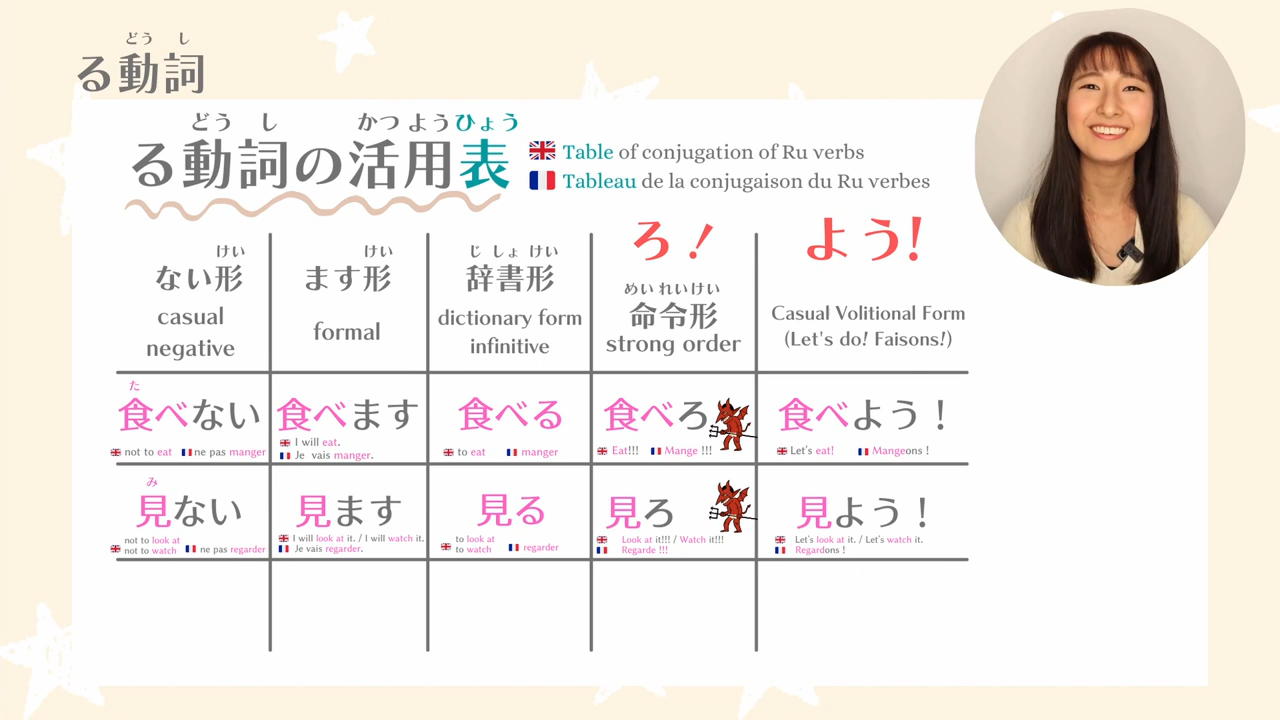 どう し
る動詞
どう し かつ よう ひょう
る動詞の活用表
Table of conjugation of Ru verbs
Tableau de la conjugaison du Ru verbes
ろ！
よう!
けい
ない形
casual
negative
けい
ます形
formal
じ しょ けい
辞書形
dictionary form
infinitive
めい れい けい
命令形
strong order
Casual Volitional Form
(Let's do! Faisons!)
た
食べない
not to eat ne pas manger
食べます
I will eat.
Je vais manger.
食べる
to eat manger
食べろ
Eat!!! Mange !!!
食べよう！
Let's eat! Mangeons !
み
見ない
not to look at
not to watch ne pas regarder
見ます
I will look at it. / I will watch it.
Je vais regarder.
見る
to look at
to watch regarder
見ろ
Look at it!!! / Watch it!!!
Regarde !!!
見よう！
Let's look at it. / Let's watch it.
Regardons !